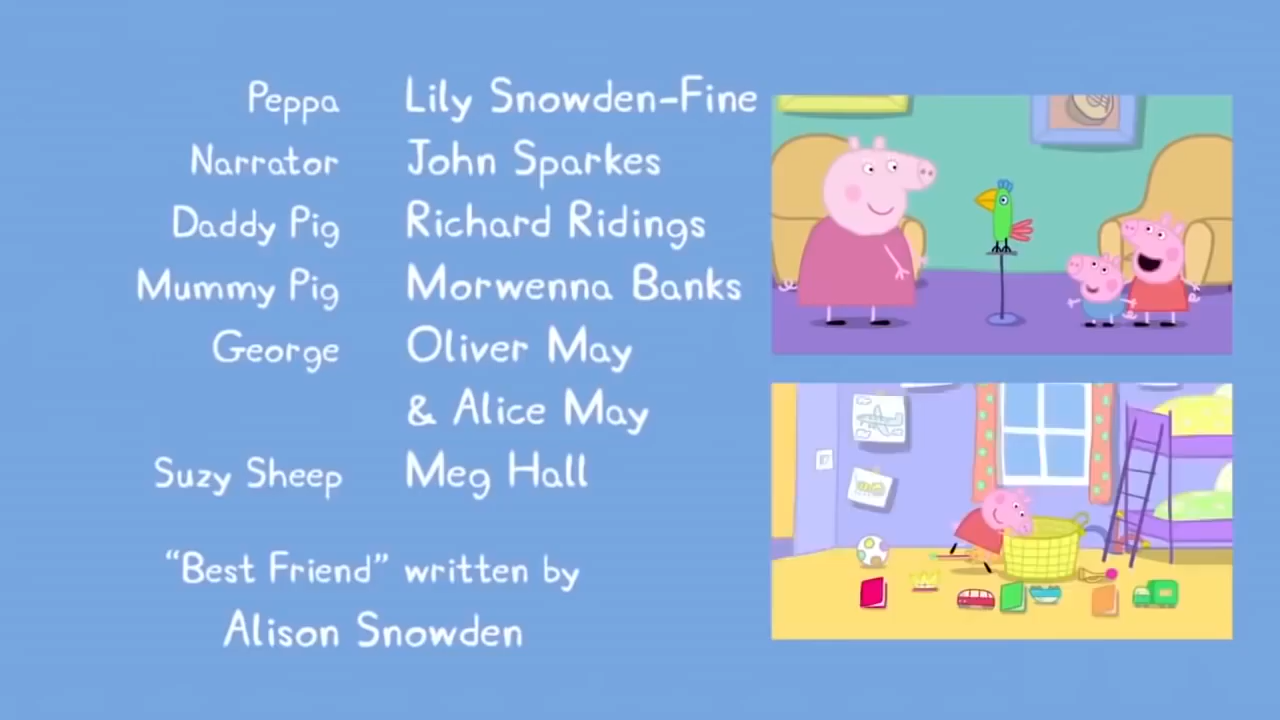 Peppa Lily Snowden-Fine
Narrator John Sparkes
Daddy Pig Richard Ridings
Mummy Pig Morwenna Banks
George Oliver May
& Alice May
Suzy Sheep Meg Hall
“Best Friend” written by
Alison Snowden